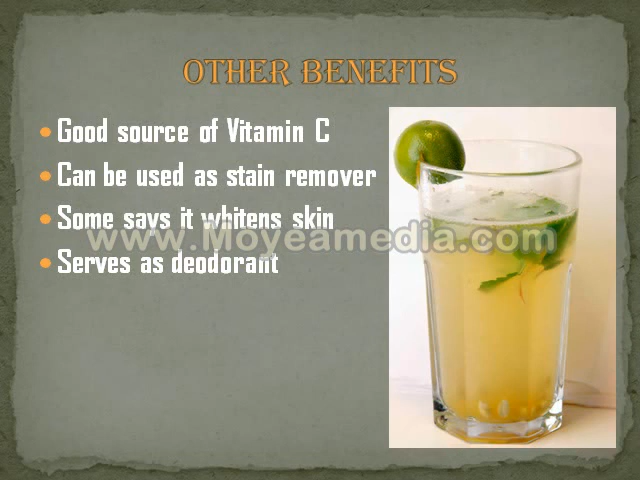 OTHER BENEFITS
Good source of Vitamin C
Can be used as stain remover
Some says it whitens skin
www.Moyeamedia.com
Serves as deodorant